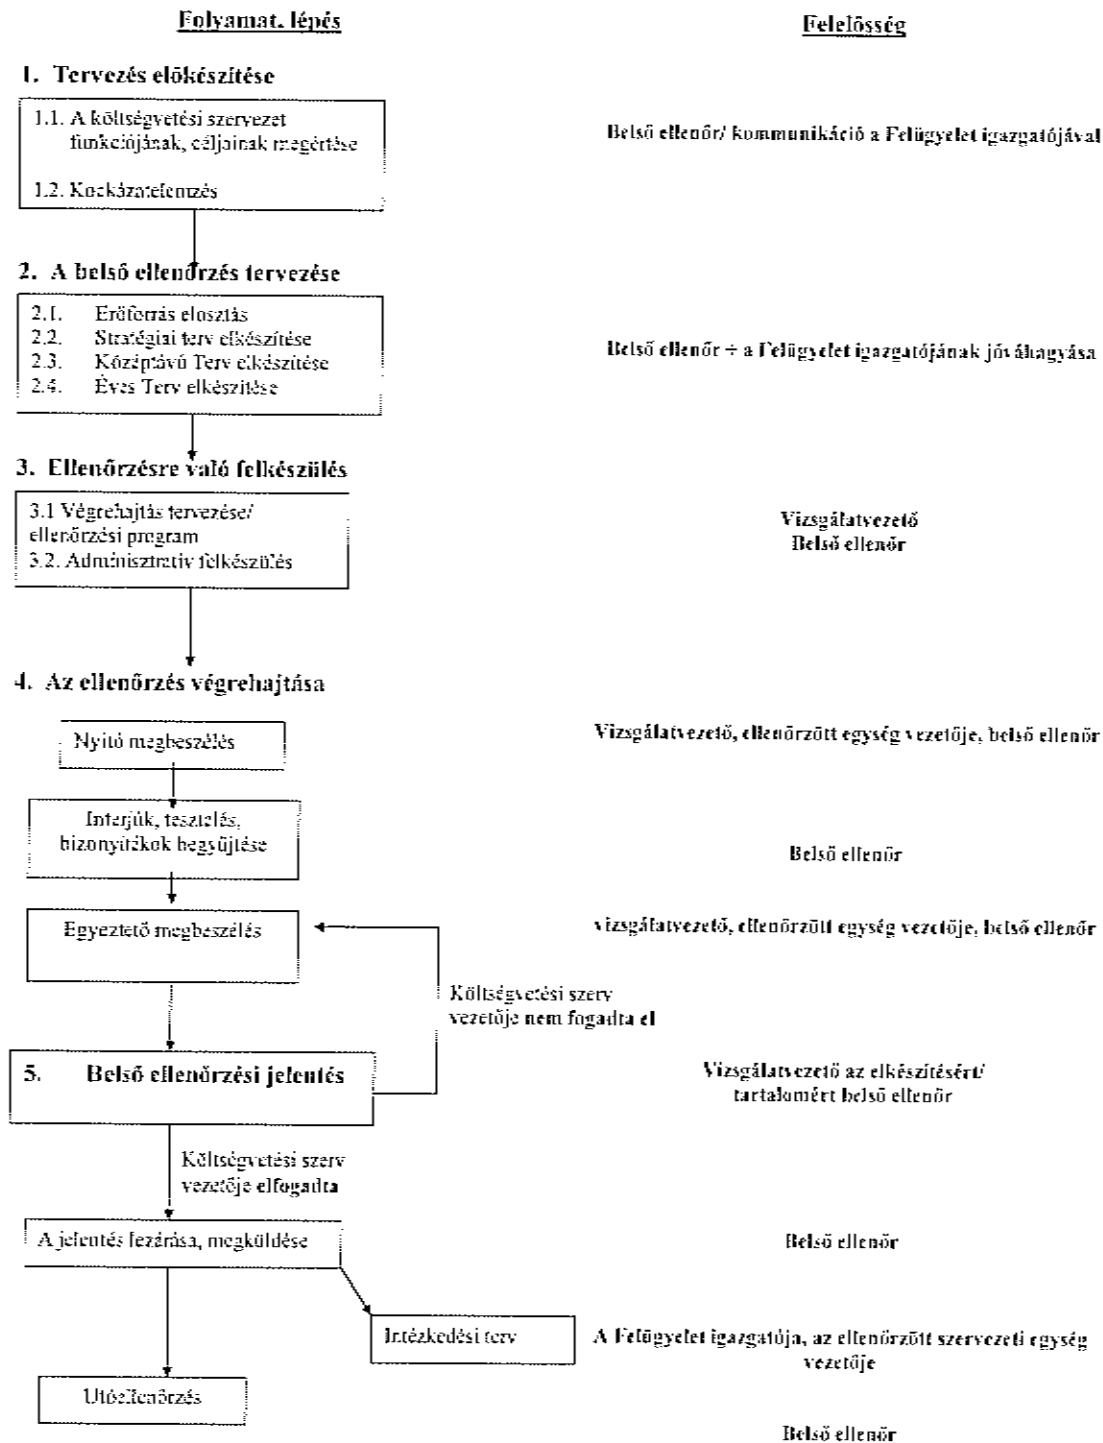 Folyamat, lépés
Felelősség
1. Tervezés előkészítése
1.1. A költségvetési szervezet
funkciójának, céljainak megértése
1.2. Kockázatelemzés
Belső ellenőr/ kommunikáció a Felügyelet igazgatójával
2. A belső ellenőrzés tervezése
2.1. Erőforrás elosztás
2.2. Stratégiai terv elkészítése
2.3. Középtávú Terv elkészítése
2.4. Éves Terv elkészítése
Belső ellenőr + a Felügyelet igazgatójának jóváhagyása
3. Ellenőrzésre való felkészülés
3.1 Végrehajtás tervezése/
ellenőrzési program
3.2. Adminisztratív felkészülés
Vizsgálatvezető
Belső ellenőr
4. Az ellenőrzés végrehajtása
Nyitó megbeszélés
Vizsgálatvezető, ellenőrzött egység vezetője, belső ellenőr
Interjúk, tesztelés,
bizonyítékok begyűjtése
Belső ellenőr
Egyeztető megbeszélés
vizsgálatvezető, ellenőrzött egység vezetője, belső ellenőr
Költségvetési szerv
vezetője nem fogadta el
5. Belső ellenőrzési jelentés
Vizsgálatvezető az elkészítésért/
tartalomért belső ellenőr
Költségvetési szerv
vezetője elfogadta
A jelentés lezárása, megküldése
Belső ellenőr
Intézkedési terv
A Felügyelet igazgatója, az ellenőrzött szervezeti egység
vezetője
Utóellenőrzés
Belső ellenőr